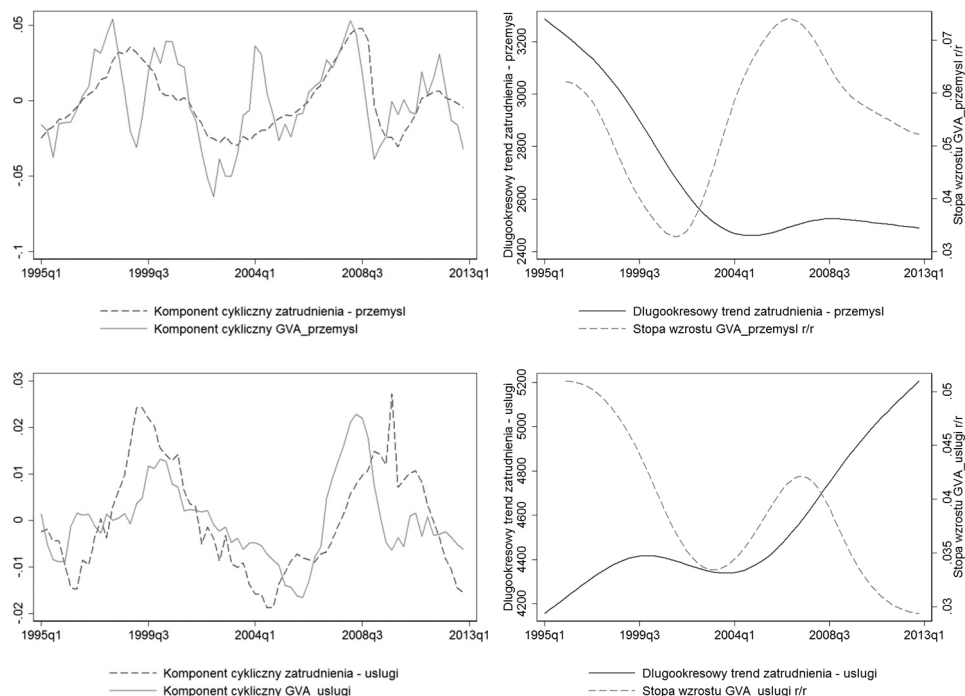 .05
0
-.05
-.1
1995q1
1999q3
2004q1
2008q3
2013q1
Komponent cykliczny zatrudnienia - przemysl
Komponent cykliczny GVA_przemysl
Dlugookresowy trend zatrudnienia - przemysl
3200
3000
2800
2600
2400
.07
.06
.05
.04
.03
Stopa wzrostu GVA_przemysl r/r
1995q1
1999q3
2004q1
2008q3
2013q1
Dlugookresowy trend zatrudnienia - przemysl
Stopa wzrostu GVA_przemysl r/r
.03
.02
.01
0
-.01
-.02
1995q1
1999q3
2004q1
2008q3
2013q1
Komponent cykliczny zatrudnienia - uslugi
Komponent cykliczny GVA_uslugi
Dlugookresowy trend zatrudnienia - uslugi
5200
5000
4800
4600
4400
4200
.05
.045
.04
.035
.03
Stopa wzrostu GVA_uslugi r/r
1995q1
1999q3
2004q1
2008q3
2013q1
Dlugookresowy trend zatrudnienia - uslugi
Stopa wzrostu GVA_uslugi r/r